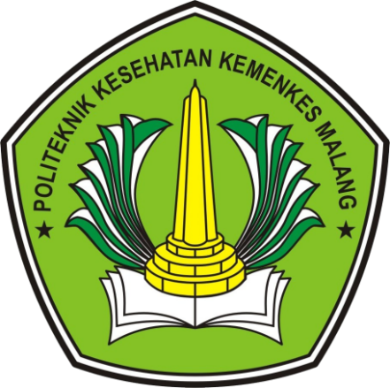 ★ POLITEKNIK KESEHATAN KEMENKES MALANG ★